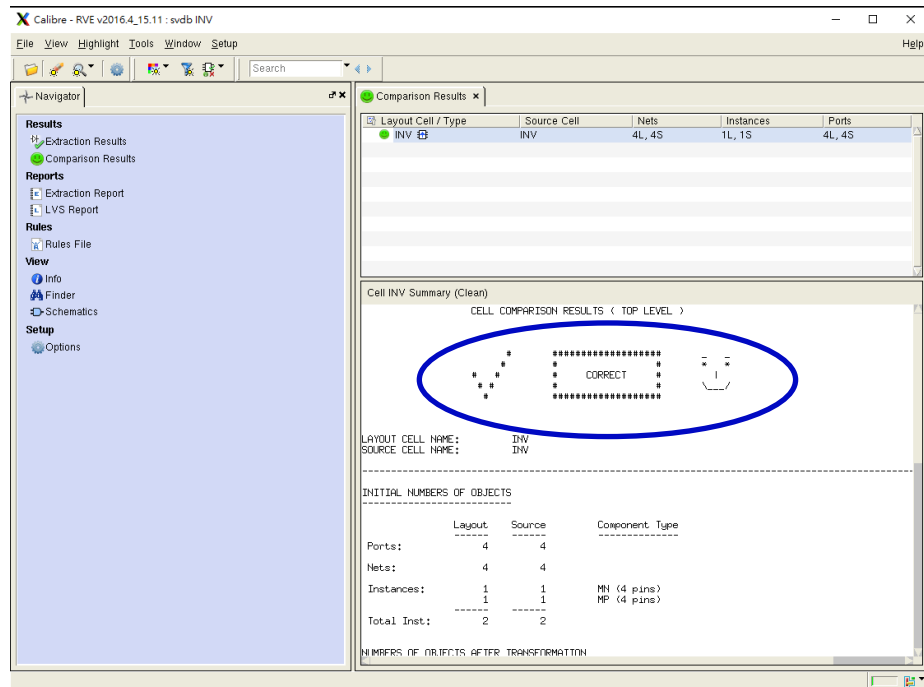 Calibre - RVE v2016.4_15.11 : svdb INV
File View Highlight Tools Window Setup Help
Search
Navigator
Results
Extraction Results
Comparison Results
Reports
Extraction Report
LVS Report
Rules
Rules File
View
Info
Finder
Schematics
Setup
Options
Comparison Results
Layout Cell / Type Source Cell Nets Instances Ports
INV INV 4L, 4S 1L, 1S 4L, 4S
Cell INV Summary (Clean)
CELL COMPARISON RESULTS ( TOP LEVEL )
# ################### _ _
# # # * *
# # # CORRECT # |
# # # # \___/
# ###################
LAYOUT CELL NAME: INV
SOURCE CELL NAME: INV
INITIAL NUMBERS OF OBJECTS
Layout Source Component Type
Ports: 4 4
Nets: 4 4
Instances: 1 1 MN (4 pins)
1 1 MP (4 pins)
Total Inst: 2 2
NUMBERS OF OBJECTS AFTER TRANSFORMATION